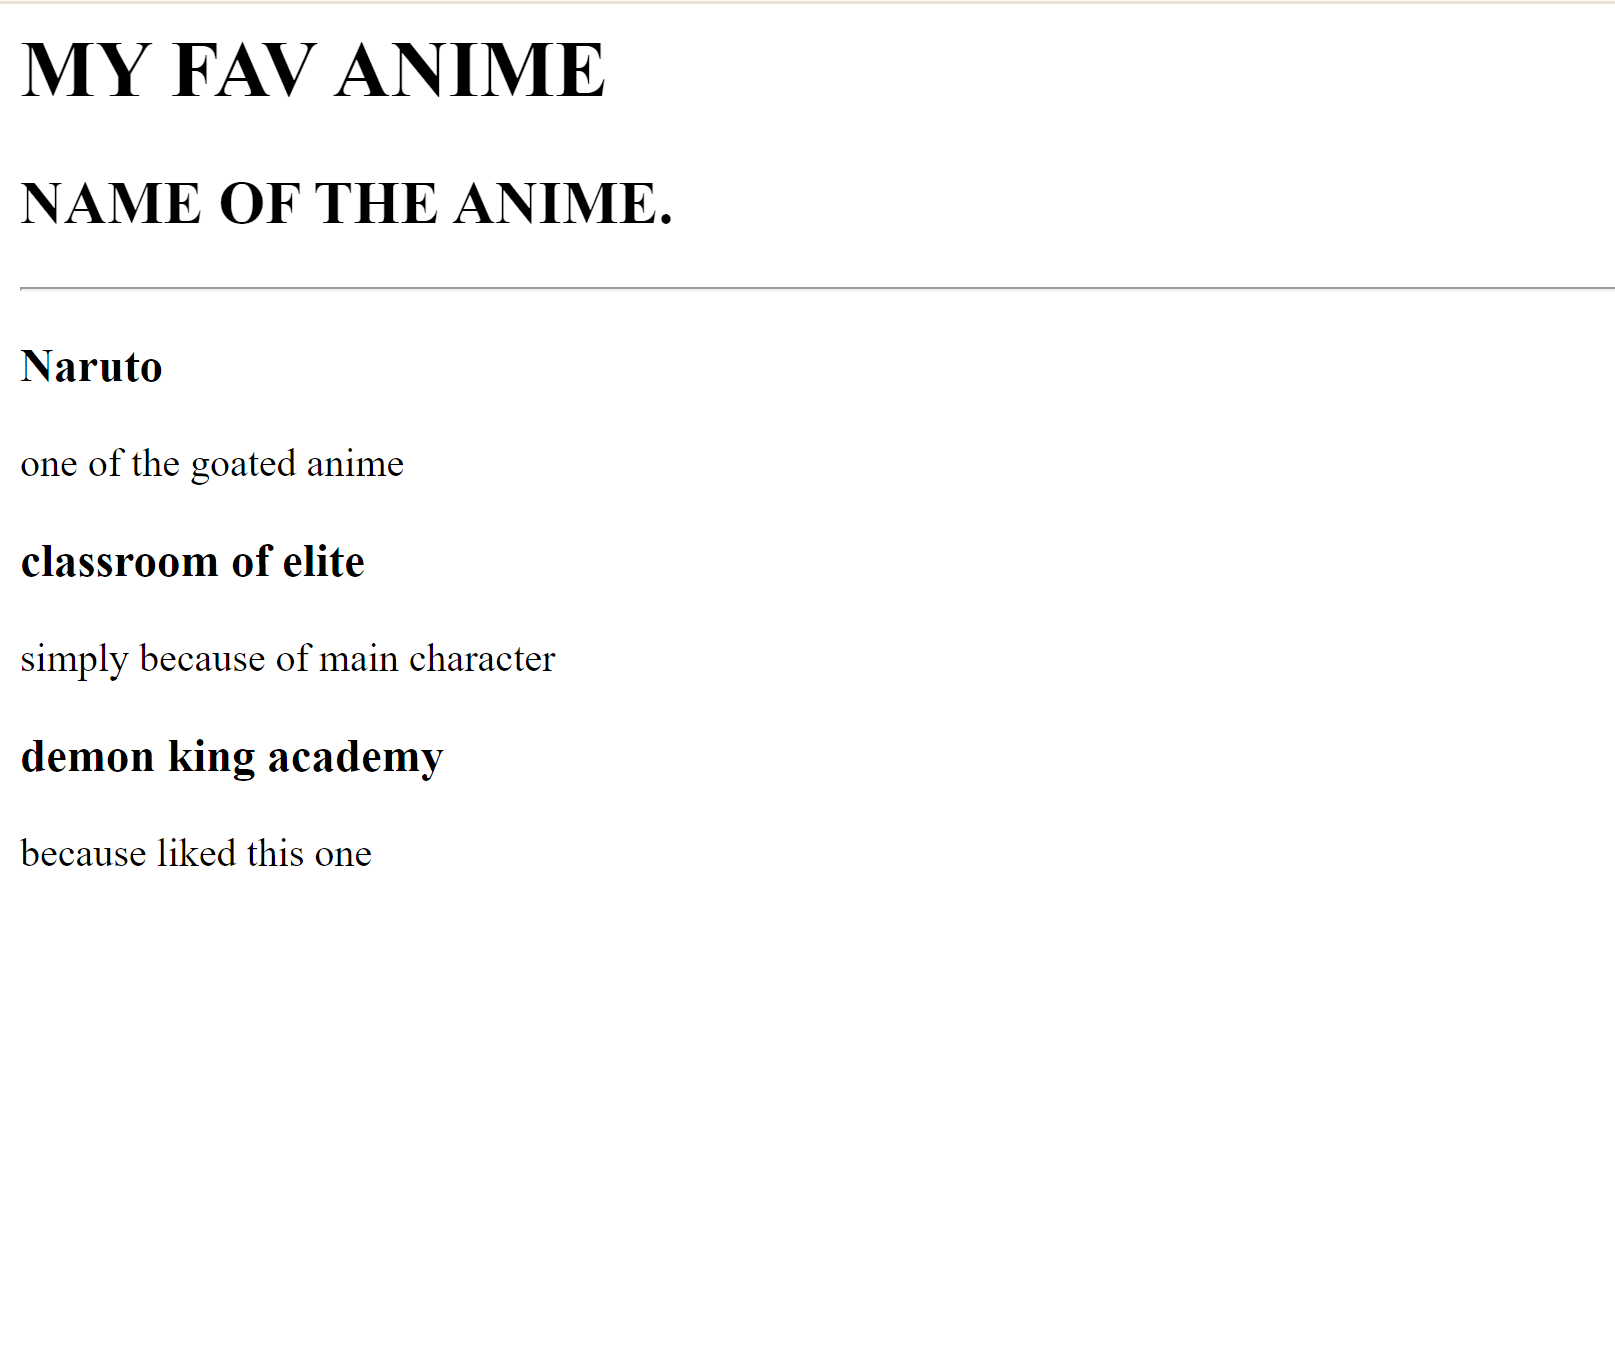 MY FAV ANIME
NAME OF THE ANIME.
Naruto
one of the goated anime
classroom of elite
simply because of main character
demon king academy
because liked this one